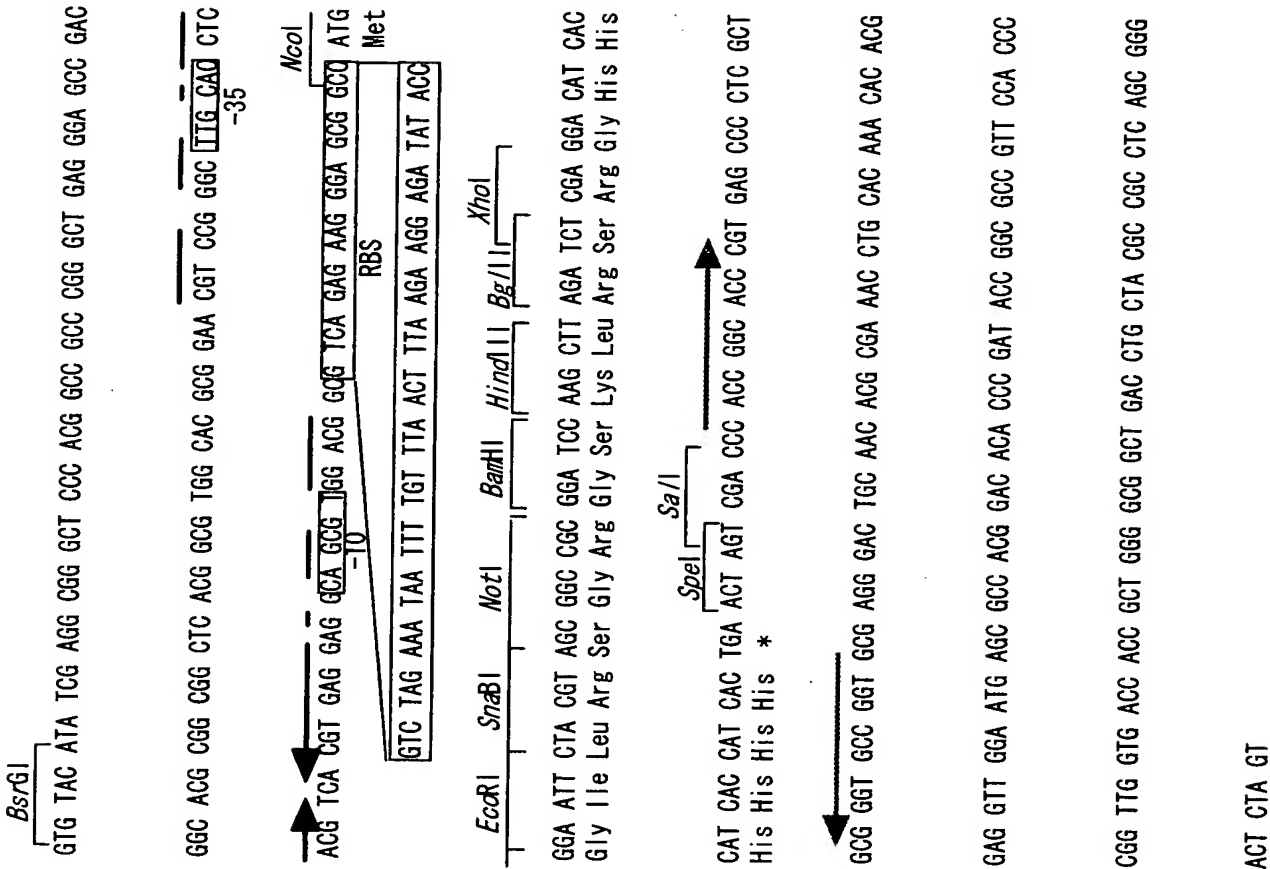 BsrGI
GTG TAC ATA TCG AGG CGG GCT CCC ACG GCC GCC CGG GCT GAG GGA GCC GAC
GGC ACG CGG CGG CTC ACG GCG TGG CAC GCG GAA CGT CCG GGC TTG CAC CTC
-35
NcoI
ACG TCA CGT GAG GAG GCA GCG TGG ACG GCG TCA GAG AAG GGA GCG GCC ATG
-10
RBS
Met
GTC TAG AAA TAA TTT TGT TTA ACT TTA AGA AGG AGA TAT ACC
EcoRI SnaBI NotI BamHI HindIII BglII XhoI
GGA ATT CTA CGT AGC GGC CGC GGA TCC AAG CTT AGA TCT CGA GGA CAT CAC
Gly Ile Leu Arg Ser Gly Arg Gly Ser Lys Leu Arg Ser Arg Gly His His
SpeI SalI
CAT CAC CAT CAC TGA ACT AGT CGA CCC ACC GGC ACC CGT GAG CCC CTC GCT
His His His His *
GCG GGT GCC GGT GCG AGG GAC TGC AAC ACG CGA AAC CTG CAC AAA CAC ACG
GAG GTT GGA ATG AGC GCC ACG GAC ACA CCC GAT ACC GGC GCC GTT CCA CCC
CGG TTG GTG ACC ACC GCT GGG GCG GCT GAC CTG CTA CGC CGC CTC AGC GGG
ACT CTA GT